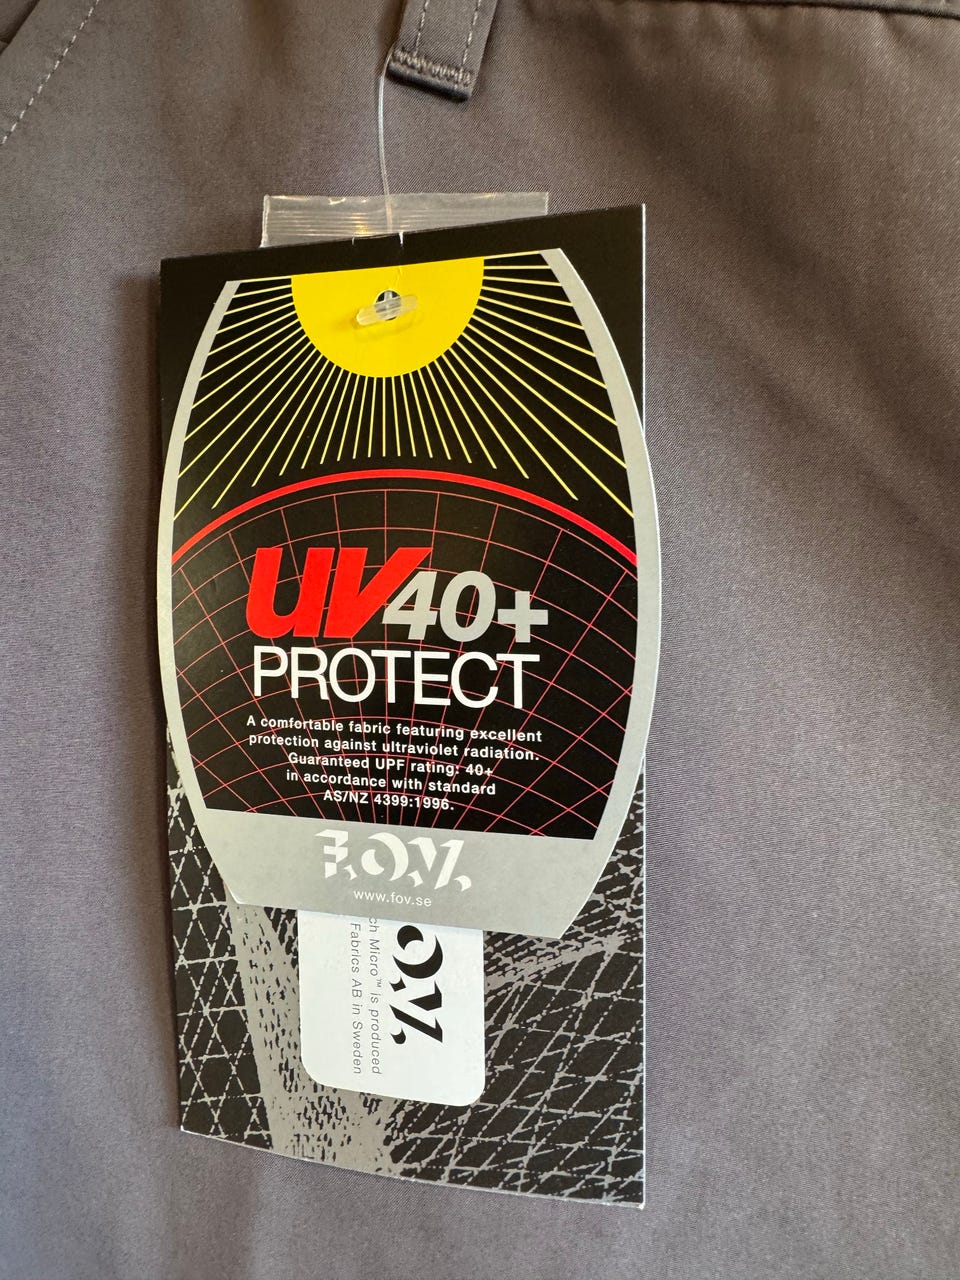 UV40+
PROTECT
A comfortable fabric featuring excellent
protection against ultraviolet radiation.
Guaranteed UPF rating: 40+
in accordance with standard
AS/NZ 4399:1996.
F.O.V.
www.fov.se
.O.V.
ch Micro™ is produced
Fabrics AB in Sweden